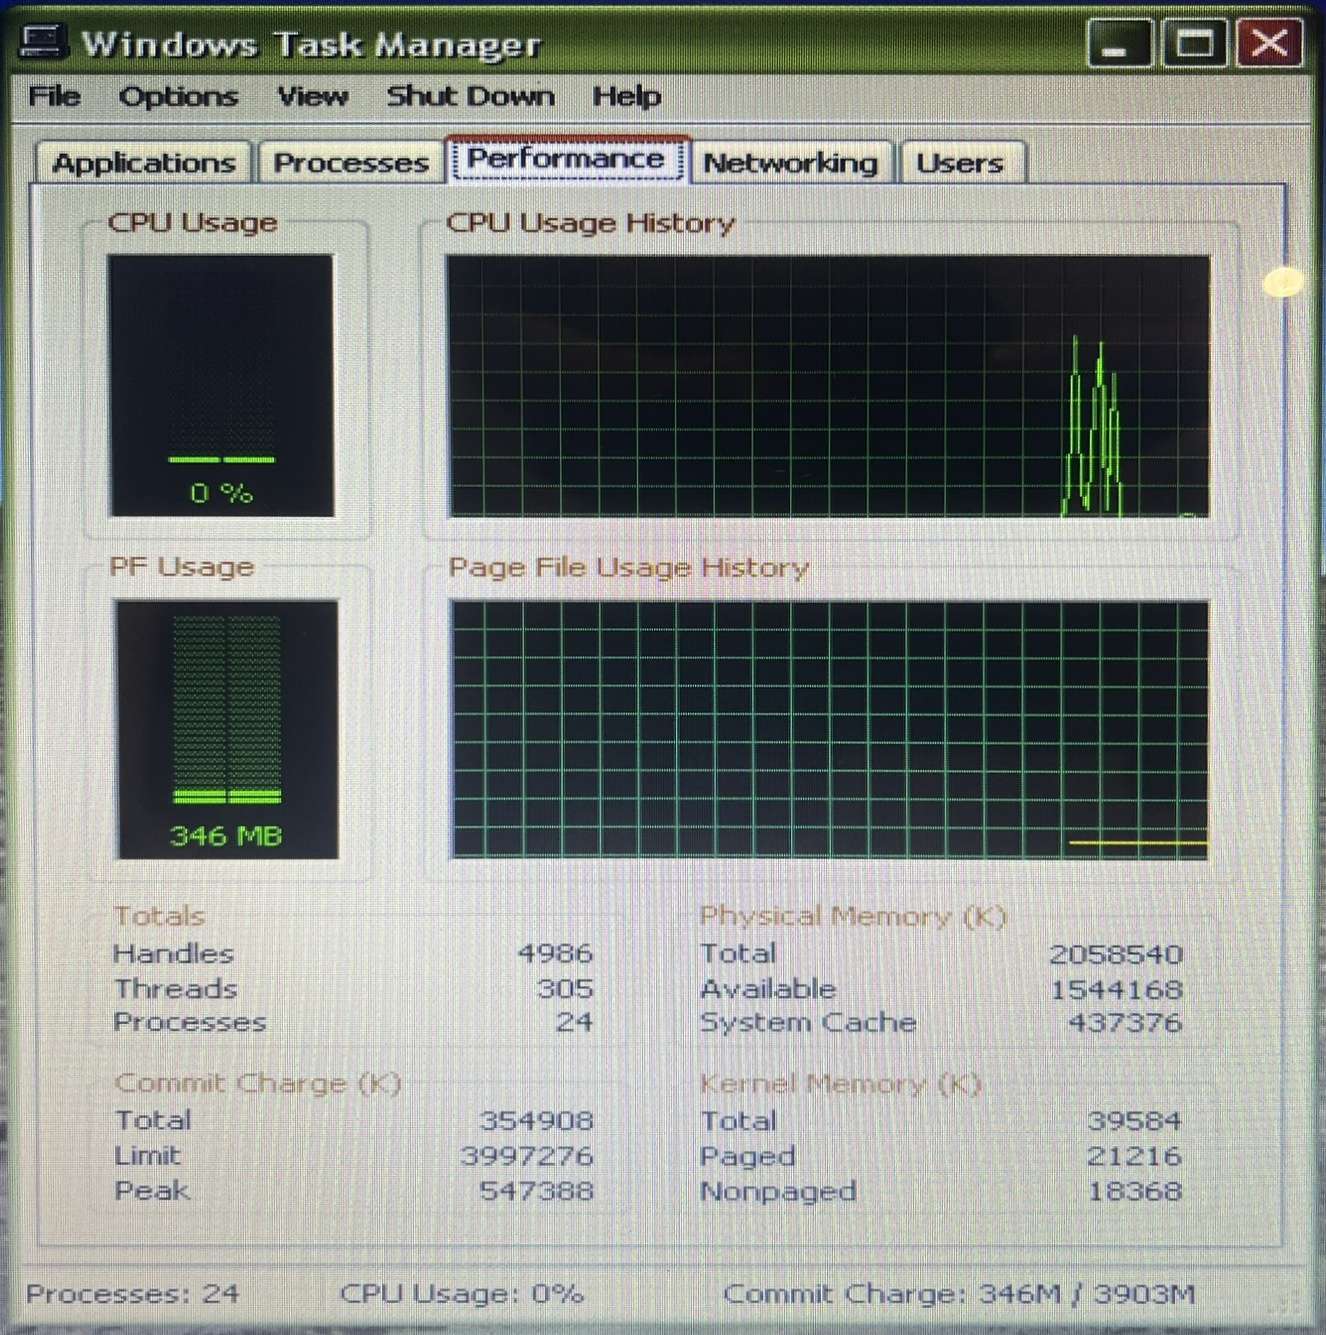 Windows Task Manager
File Options View Shut Down Help
Applications Processes Performance Networking Users
CPU Usage CPU Usage History
0 %
PF Usage Page File Usage History
346 MB
Totals Physical Memory (K)
Handles 4986 Total 2058540
Threads 305 Available 1544168
Processes 24 System Cache 437376
Commit Charge (K) Kernel Memory (K)
Total 354908 Total 39584
Limit 3997276 Paged 21216
Peak 547388 Nonpaged 18368
Processes: 24 CPU Usage: 0% Commit Charge: 346M / 3903M